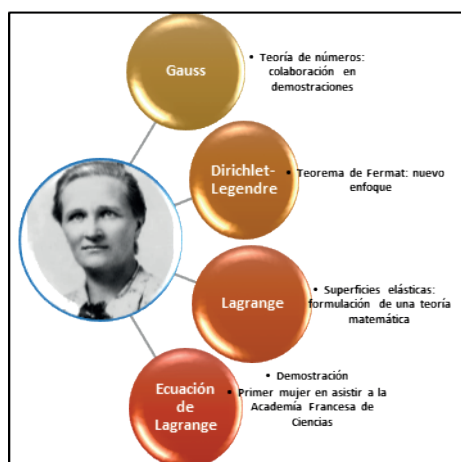 Gauss
• Teoría de números:
colaboración en
demostraciones
Dirichlet-
Legendre
• Teorema de Fermat: nuevo
enfoque
Lagrange
• Superficies elásticas:
formulación de una teoría
matemática
Ecuación
de
Lagrange
• Demostración
• Primer mujer en asistir a la
Academía Francesa de
Ciencias